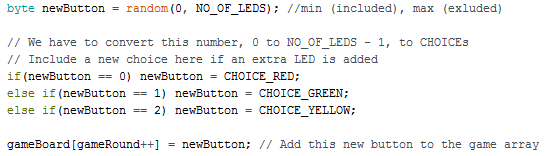 byte newButton = random(0, NO_OF_LEDS); //min (included), max (exluded)
// We have to convert this number, 0 to NO_OF_LEDS - 1, to CHOICEs
// Include a new choice here if an extra LED is added
if(newButton == 0) newButton = CHOICE_RED;
else if(newButton == 1) newButton = CHOICE_GREEN;
else if(newButton == 2) newButton = CHOICE_YELLOW;
gameBoard[gameRound++] = newButton; // Add this new button to the game array